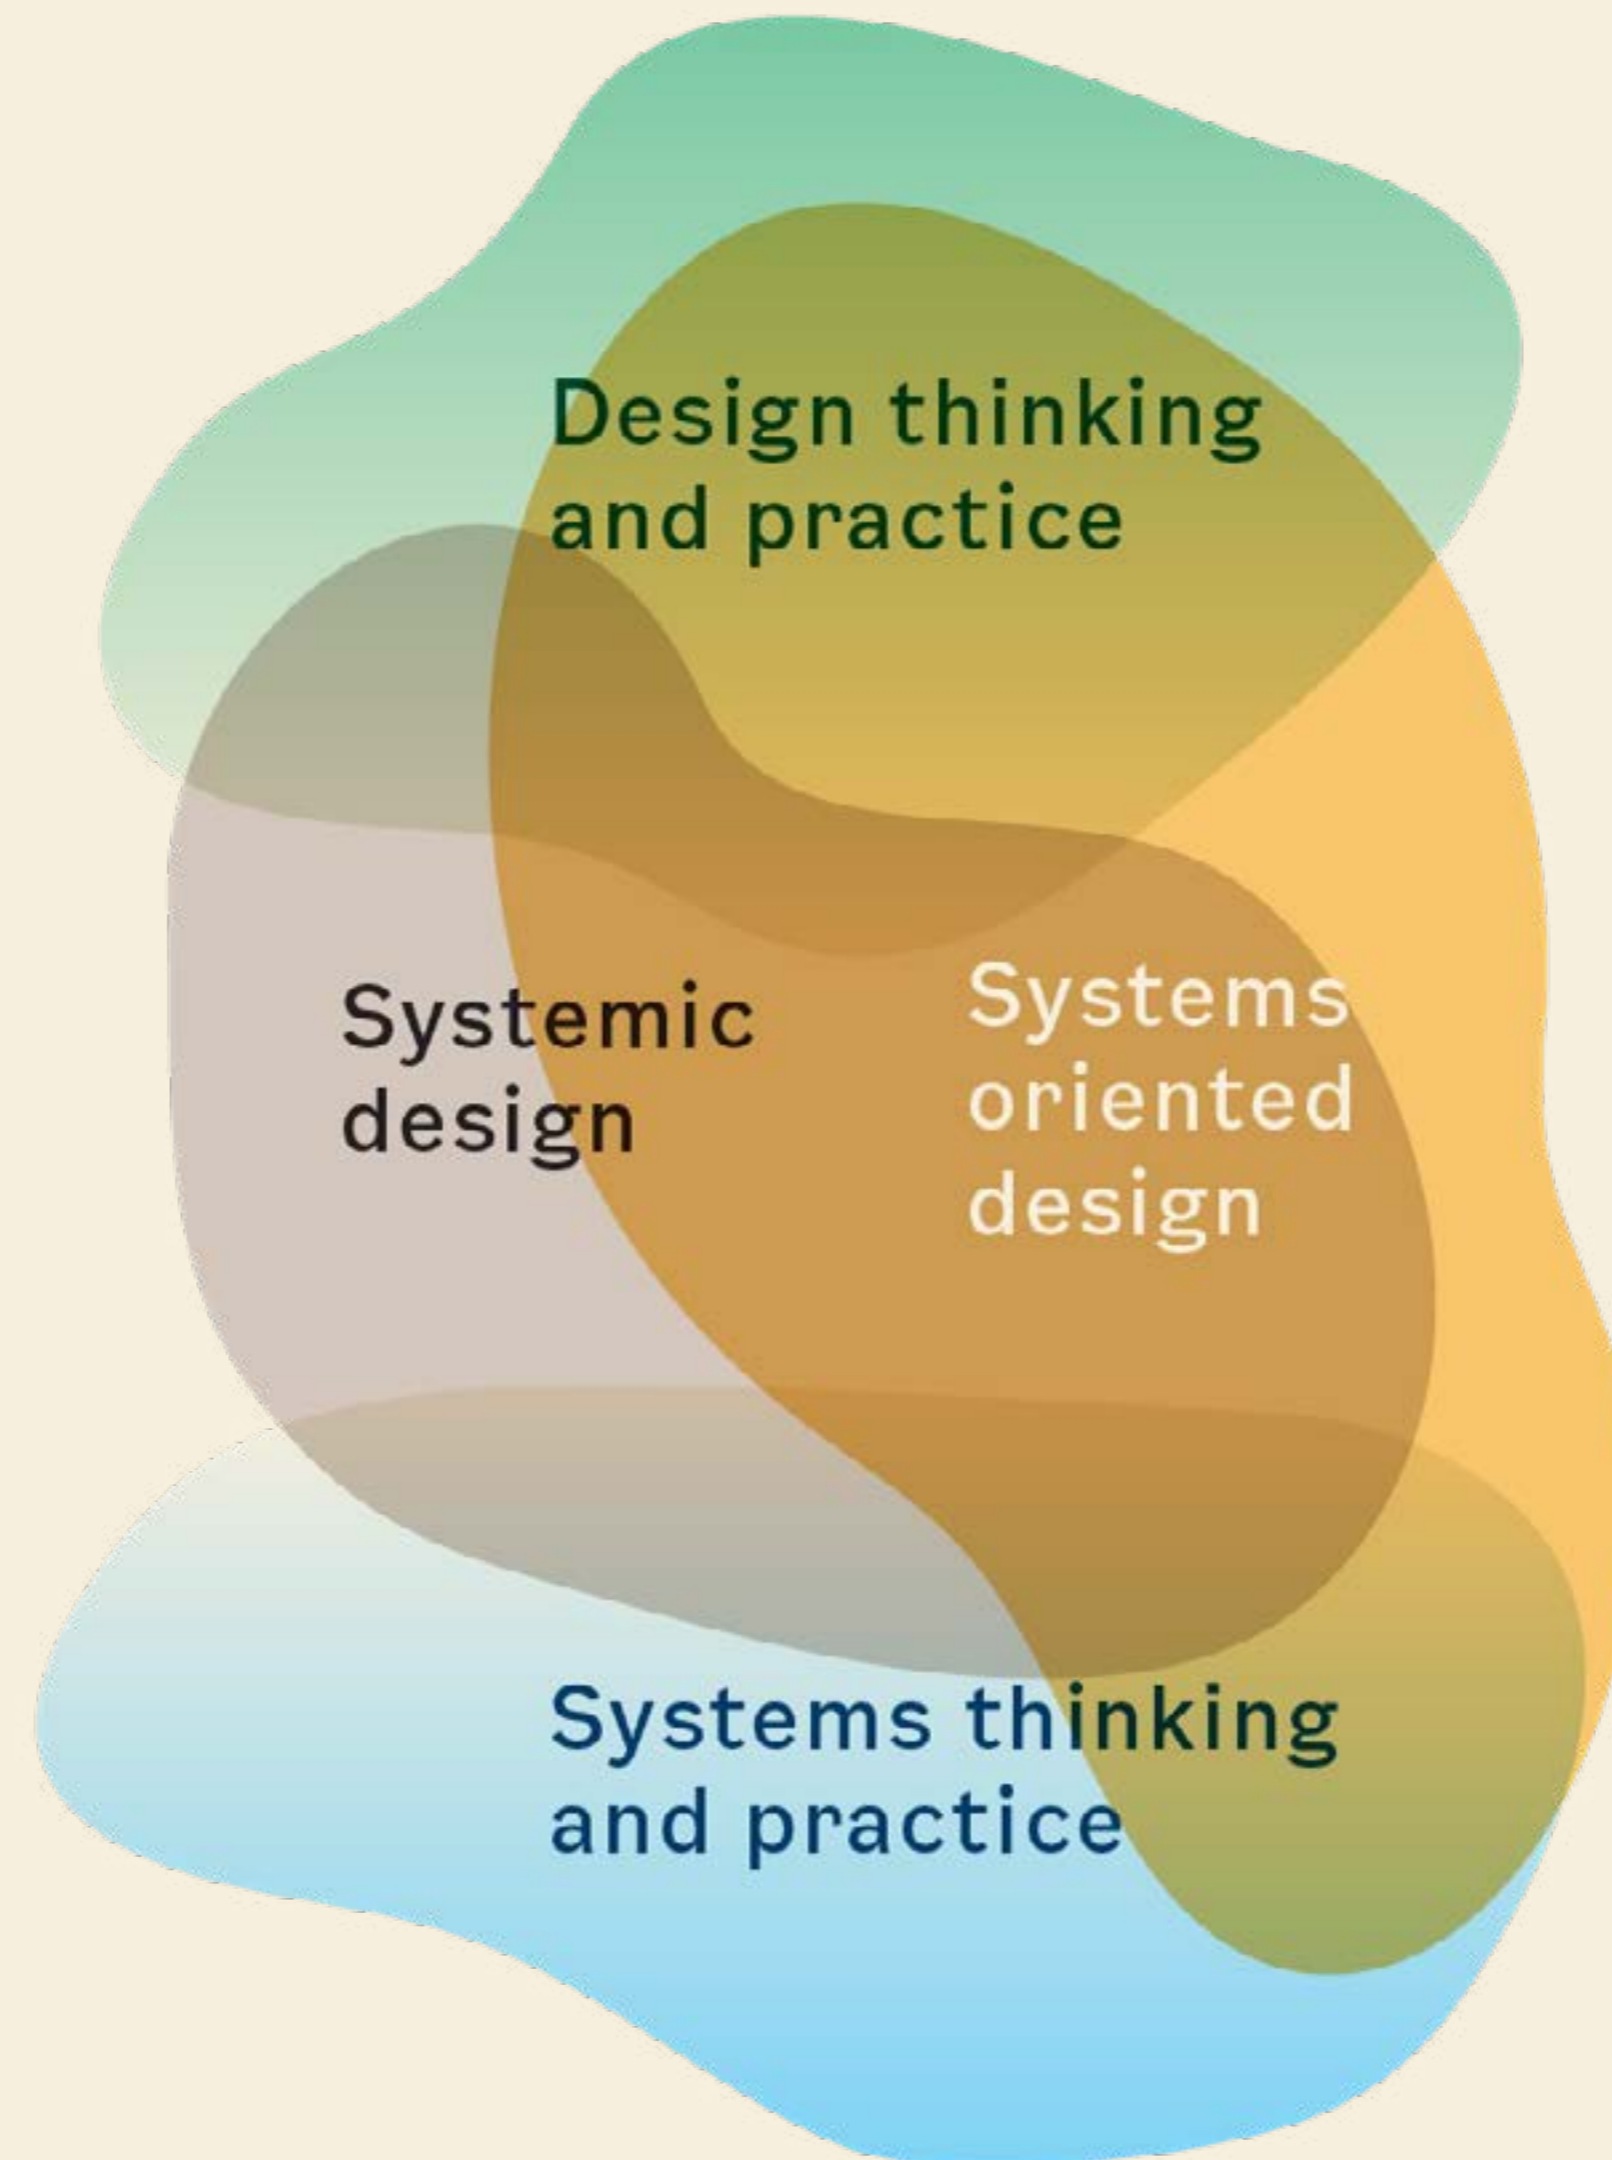 Design thinking
and practice
Systemic
design
Systems
oriented
design
Systems thinking
and practice